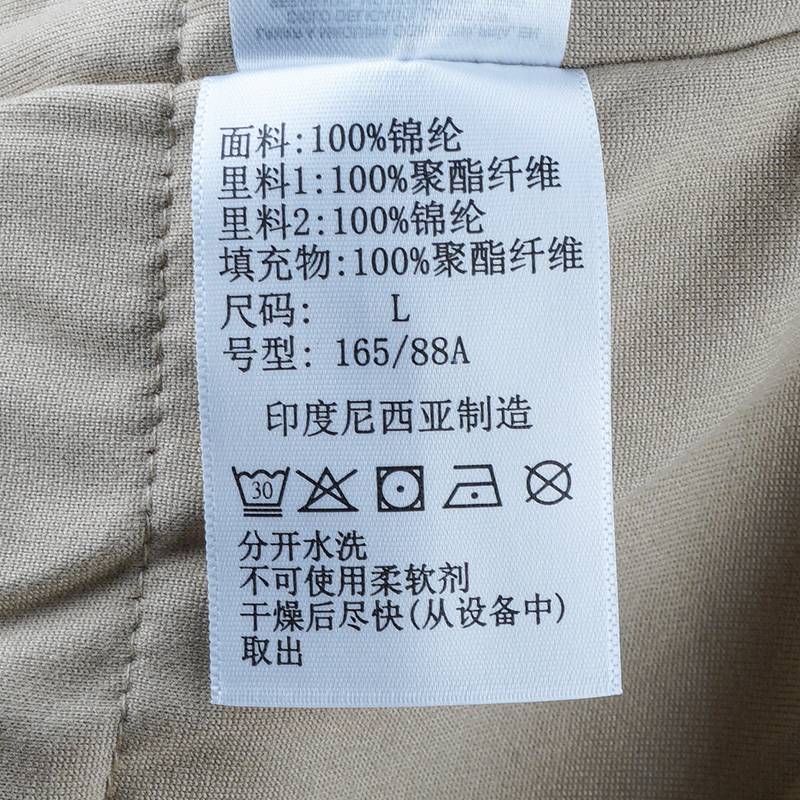 面料:100%锦纶
里料1:100%聚酯纤维
里料2:100%锦纶
填充物:100%聚酯纤维
尺码: L
号型: 165/88A
印度尼西亚制造
30
分开水洗
不可使用柔软剂
干燥后尽快(从设备中)
取出